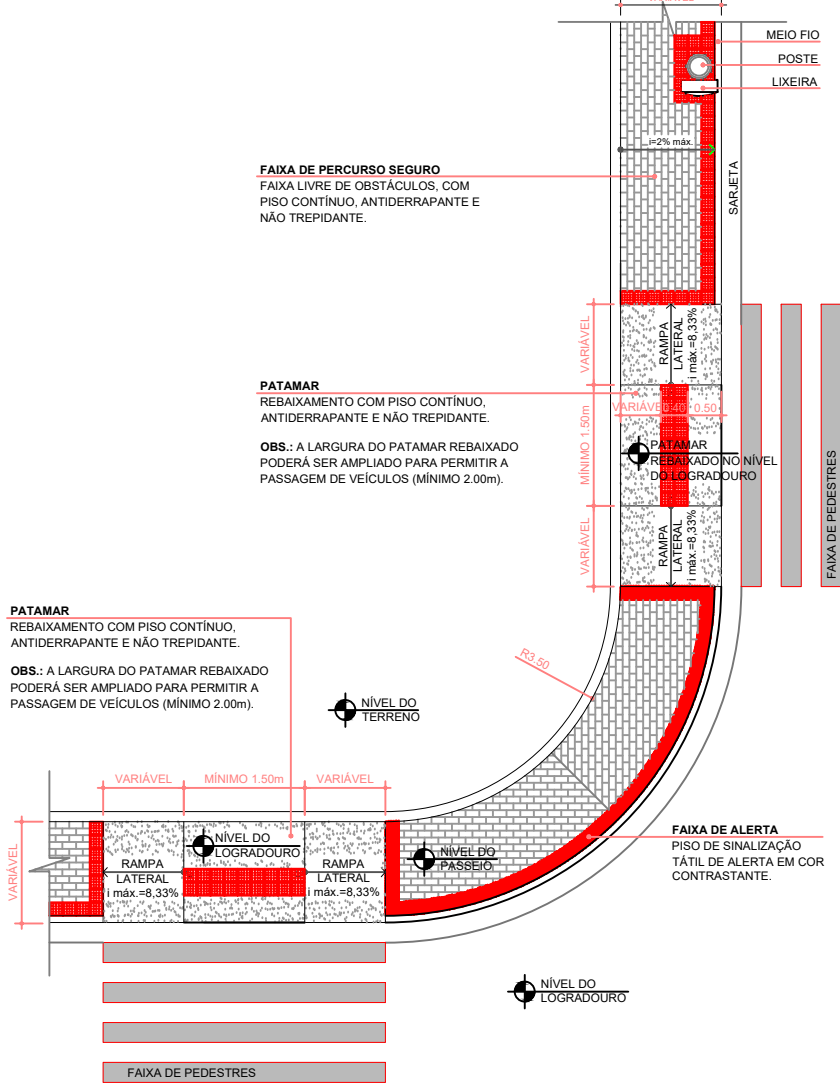 MEIO FIO
POSTE
LIXEIRA
i=2% máx.
SARJETA
FAIXA DE PERCURSO SEGURO
FAIXA LIVRE DE OBSTÁCULOS, COM
PISO CONTÍNUO, ANTIDERRAPANTE E
NÃO TREPIDANTE.
VARIÁVEL
RAMPA
LATERAL
i máx.=8,33%
PATAMAR
REBAIXAMENTO COM PISO CONTÍNUO,
ANTIDERRAPANTE E NÃO TREPIDANTE.
OBS.: A LARGURA DO PATAMAR REBAIXADO
PODERÁ SER AMPLIADO PARA PERMITIR A
PASSAGEM DE VEÍCULOS (MÍNIMO 2.00m).
MÍNIMO 1.50m
VARIÁVEL 0.40 0.50
PATAMAR
REBAIXADO NO NÍVEL
DO LOGRADOURO
FAIXA DE PEDESTRES
VARIÁVEL
RAMPA
LATERAL
i máx.=8,33%
PATAMAR
REBAIXAMENTO COM PISO CONTÍNUO,
ANTIDERRAPANTE E NÃO TREPIDANTE.
OBS.: A LARGURA DO PATAMAR REBAIXADO
PODERÁ SER AMPLIADO PARA PERMITIR A
PASSAGEM DE VEÍCULOS (MÍNIMO 2.00m).
R3.50
NÍVEL DO
TERRENO
VARIÁVEL
MÍNIMO 1.50m
VARIÁVEL
VARIÁVEL
RAMPA
LATERAL
i máx.=8,33%
NÍVEL DO
LOGRADOURO
RAMPA
LATERAL
i máx.=8,33%
NÍVEL DO
PASSEIO
FAIXA DE ALERTA
PISO DE SINALIZAÇÃO
TÁTIL DE ALERTA EM COR
CONTRASTANTE.
NÍVEL DO
LOGRADOURO
FAIXA DE PEDESTRES